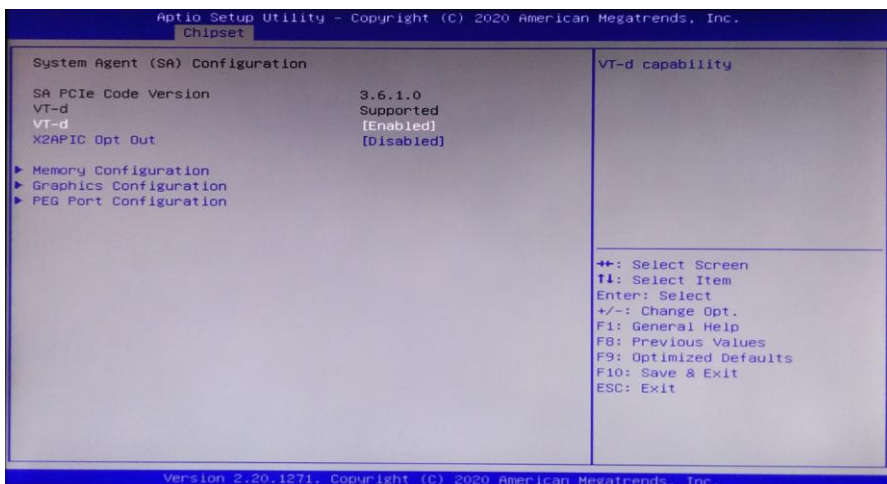 Aptio Setup Utility - Copyright (C) 2020 American Megatrends, Inc.
Chipset
System Agent (SA) Configuration
SA PCIe Code Version 3.6.1.0
VT-d Supported
VT-d [Enabled]
X2APIC Opt Out [Disabled]
► Memory Configuration
► Graphics Configuration
► PEG Port Configuration
VT-d capability
→←: Select Screen
↑↓: Select Item
Enter: Select
+/-: Change Opt.
F1: General Help
F8: Previous Values
F9: Optimized Defaults
F10: Save & Exit
ESC: Exit
Version 2.20.1271. Copyright (C) 2020 American Megatrends, Inc.